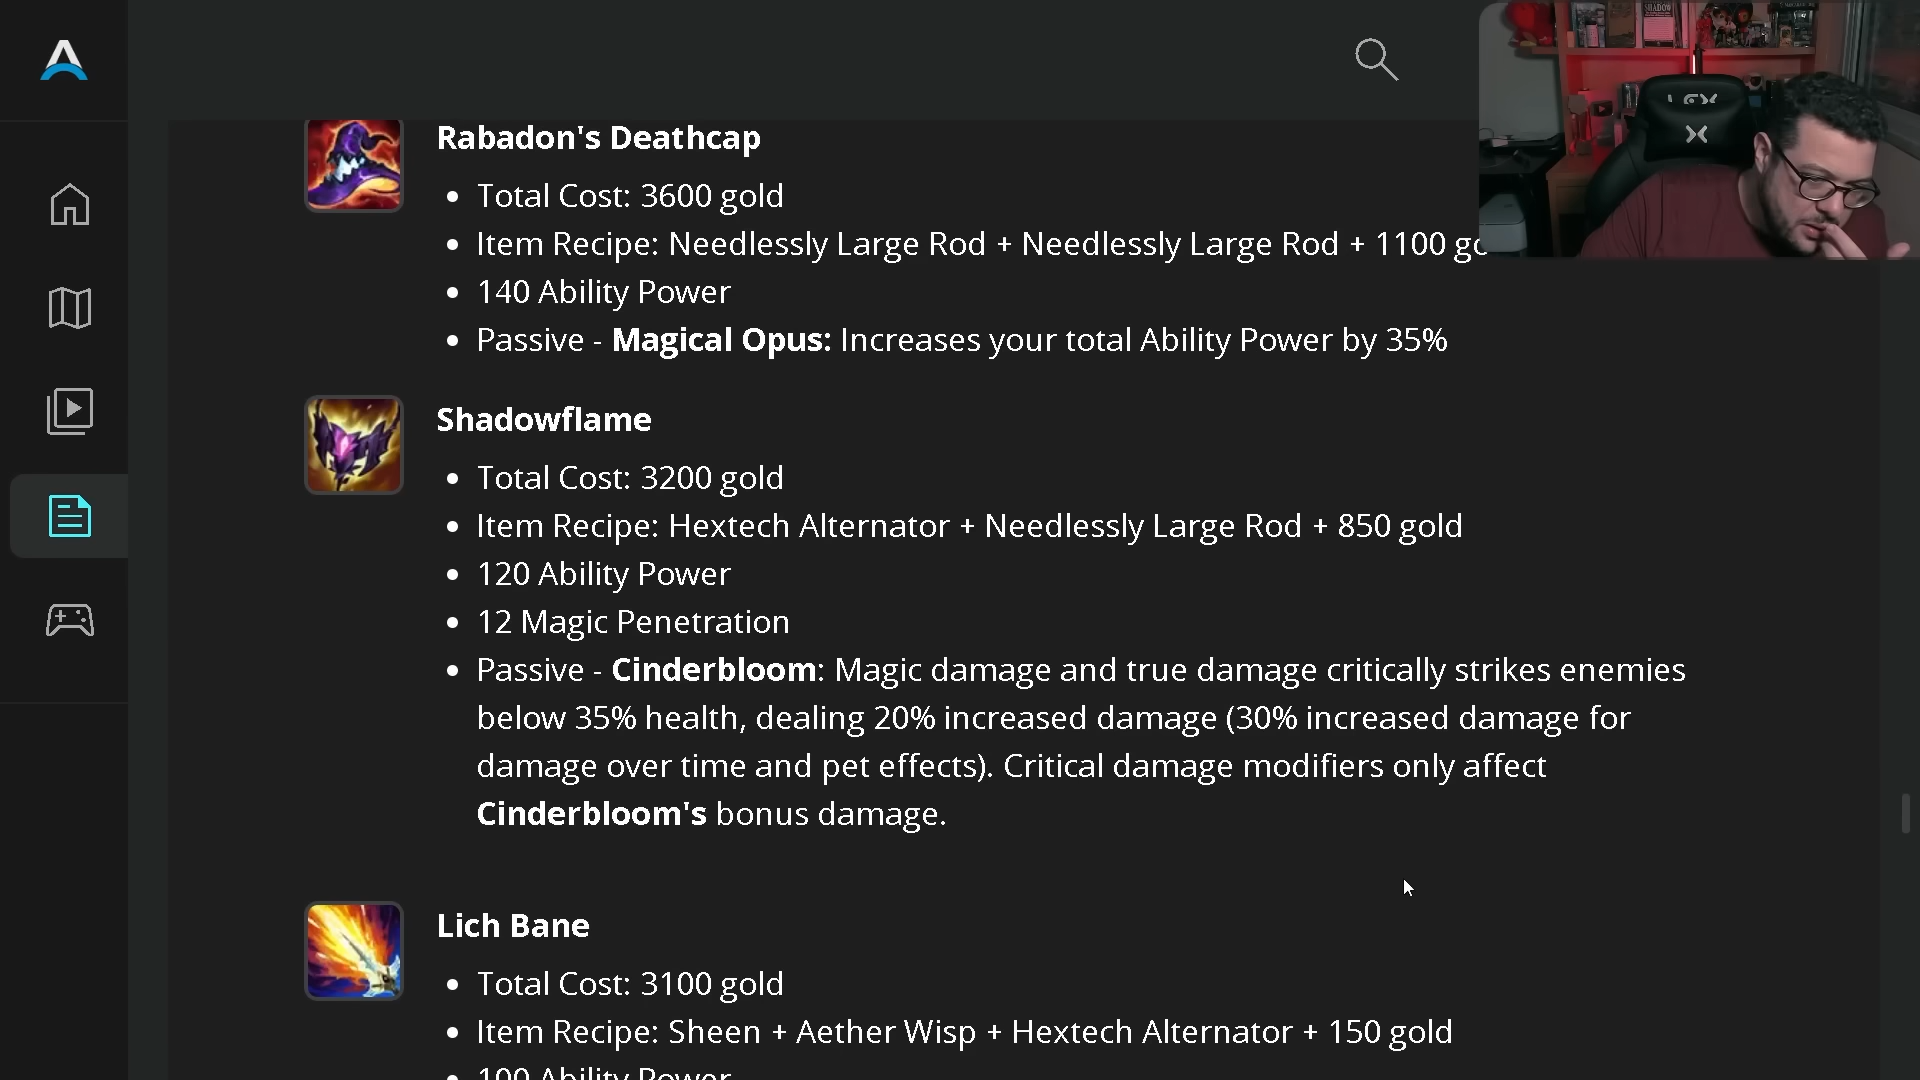 Rabadon's Deathcap
• Total Cost: 3600 gold
• Item Recipe: Needlessly Large Rod + Needlessly Large Rod + 1100
• 140 Ability Power
• Passive - Magical Opus: Increases your total Ability Power by 35%
Shadowflame
• Total Cost: 3200 gold
• Item Recipe: Hextech Alternator + Needlessly Large Rod + 850 gold
• 120 Ability Power
• 12 Magic Penetration
• Passive - Cinderbloom: Magic damage and true damage critically strikes enemies
below 35% health, dealing 20% increased damage (30% increased damage for
damage over time and pet effects). Critical damage modifiers only affect
Cinderbloom's bonus damage.
Lich Bane
• Total Cost: 3100 gold
• Item Recipe: Sheen + Aether Wisp + Hextech Alternator + 150 gold
• 100 Ability Power